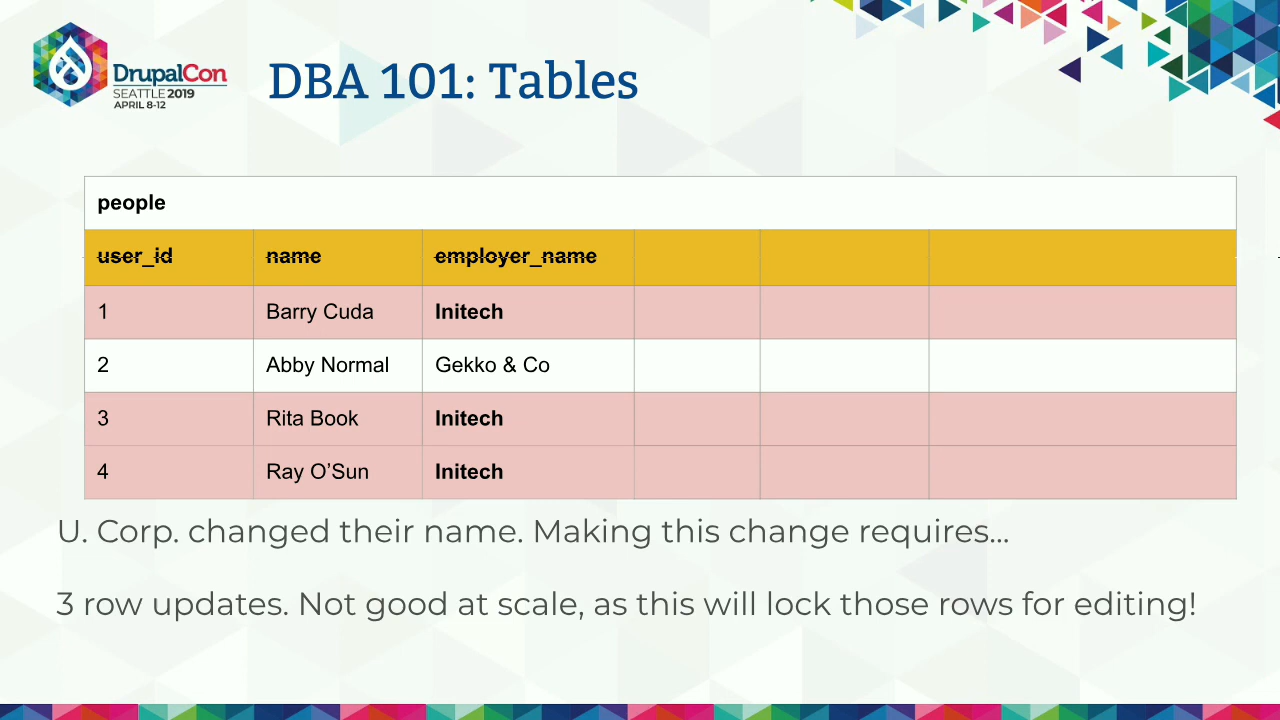 DrupalCon
SEATTLE 2019
APRIL 8-12
DBA 101: Tables
people
user_id name employer_name
1 Barry Cuda Initech
2 Abby Normal Gekko & Co
3 Rita Book Initech
4 Ray O’Sun Initech
U. Corp. changed their name. Making this change requires...
3 row updates. Not good at scale, as this will lock those rows for editing!